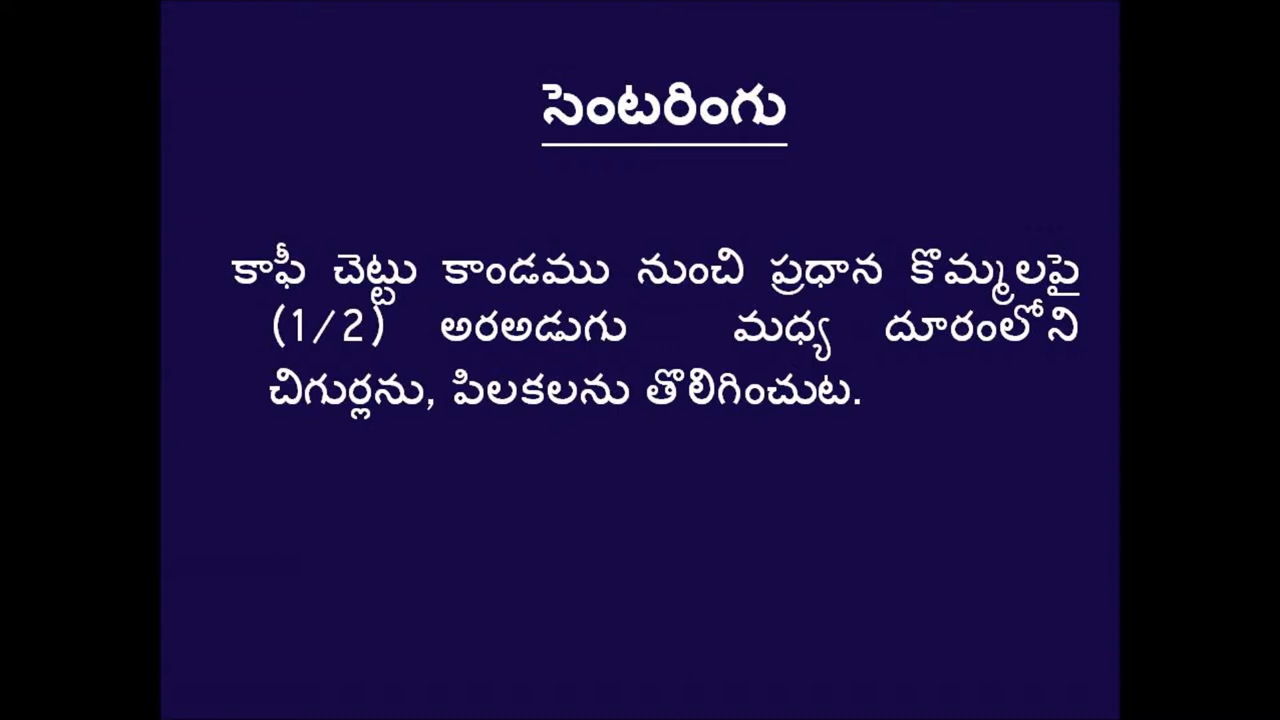 సెంటరింగు
కాఫీ చెట్టు కాండము నుంచి ప్రధాన కొమ్మలపై
(1/2) అరఅడుగు మధ్య దూరంలోని
చిగుర్లను, పిలకలను తొలిగించుట.